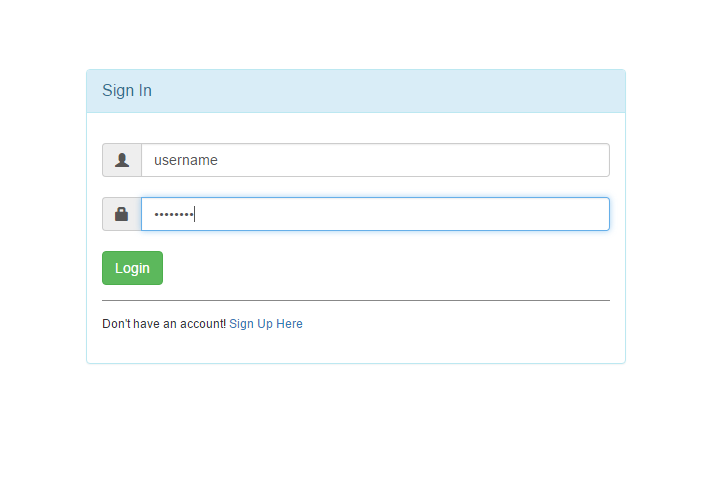 Sign In
username
••••••••
Login
Don't have an account! Sign Up Here